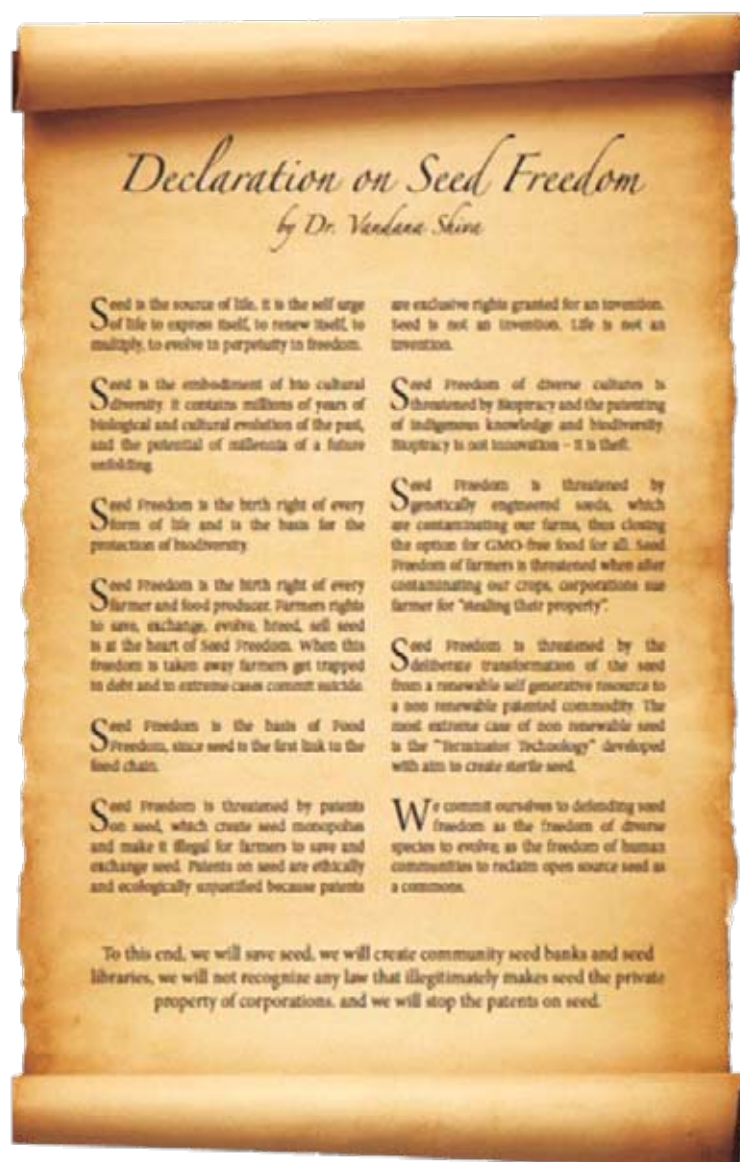 Declaration on Seed Freedom
by Dr. Vandana Shiva
Seed is the source of life, it is the self urge
of life to express itself, to renew itself, to
multiply, to evolve in perpetuity in freedom.
Seed is the embodiment of bio cultural
diversity. It contains millions of years of
biological and cultural evolution of the past,
and the potential of millennia of a future
unfolding.
Seed Freedom is the birth right of every
form of life and is the basis for the
protection of biodiversity.
Seed Freedom is the birth right of every
farmer and food producer. Farmers rights
to save, exchange, evolve, breed, sell seed
is at the heart of Seed Freedom. When this
freedom is taken away farmers get trapped
in debt and in extreme cases commit suicide.
Seed Freedom is the basis of Food
Freedom, since seed is the first link in the
food chain.
Seed Freedom is threatened by patents
on seed, which create seed monopolies
and make it illegal for farmers to save and
exchange seed. Patents on seed are ethically
and ecologically unjustified because patents
are exclusive rights granted for an invention.
Seed is not an invention. Life is not an
invention.
Seed Freedom of diverse cultures is
threatened by Biopiracy and the patenting
of indigenous knowledge and biodiversity.
Biopiracy is not innovation – it is theft.
Seed Freedom is threatened by
genetically engineered seeds, which
are contaminating our farms, thus closing
the option for GMO-free food for all. Seed
Freedom of farmers is threatened when after
contaminating our crops, corporations sue
farmer for "stealing their property".
Seed Freedom is threatened by the
deliberate transformation of the seed
from a renewable self generative resource to
a non renewable patented commodity. The
most extreme case of non renewable seed
is the "Terminator Technology" developed
with aim to create sterile seed.
We commit ourselves to defending seed
freedom as the freedom of diverse
species to evolve; as the freedom of human
communities to reclaim open source seed as
a commons.
To this end, we will save seed, we will create community seed banks and seed
libraries, we will not recognize any law that illegitimately makes seed the private
property of corporations. and we will stop the patents on seed.